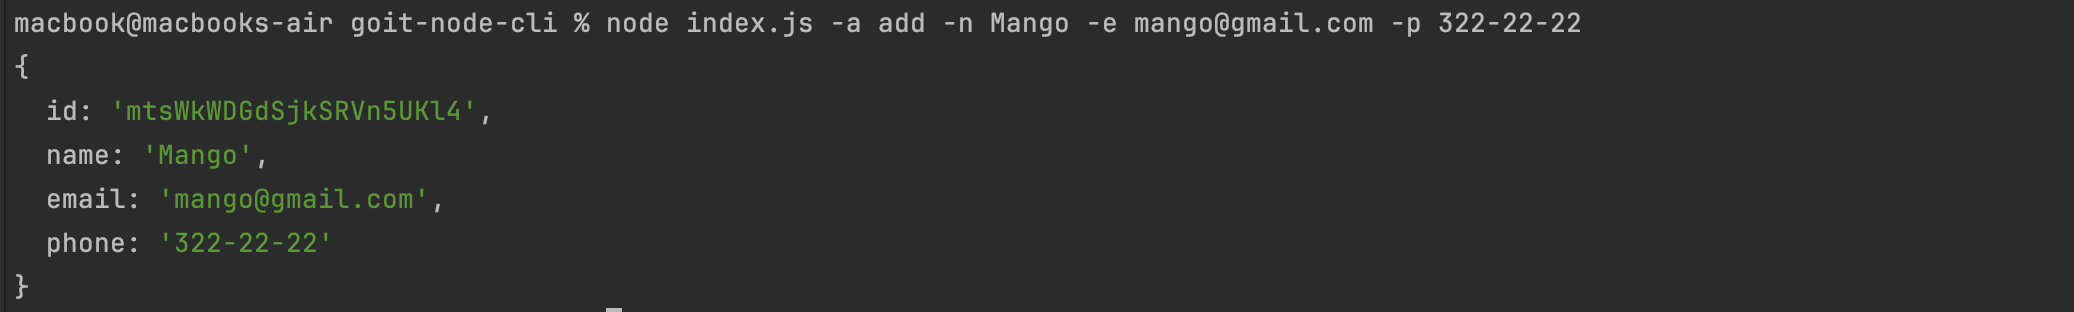 macbook@macbooks-air goit-node-cli % node index.js -a add -n Mango -e mango@gmail.com -p 322-22-22
{
  id: 'mtsWkWDGdSjkSRVn5UKl4',
  name: 'Mango',
  email: 'mango@gmail.com',
  phone: '322-22-22'
}